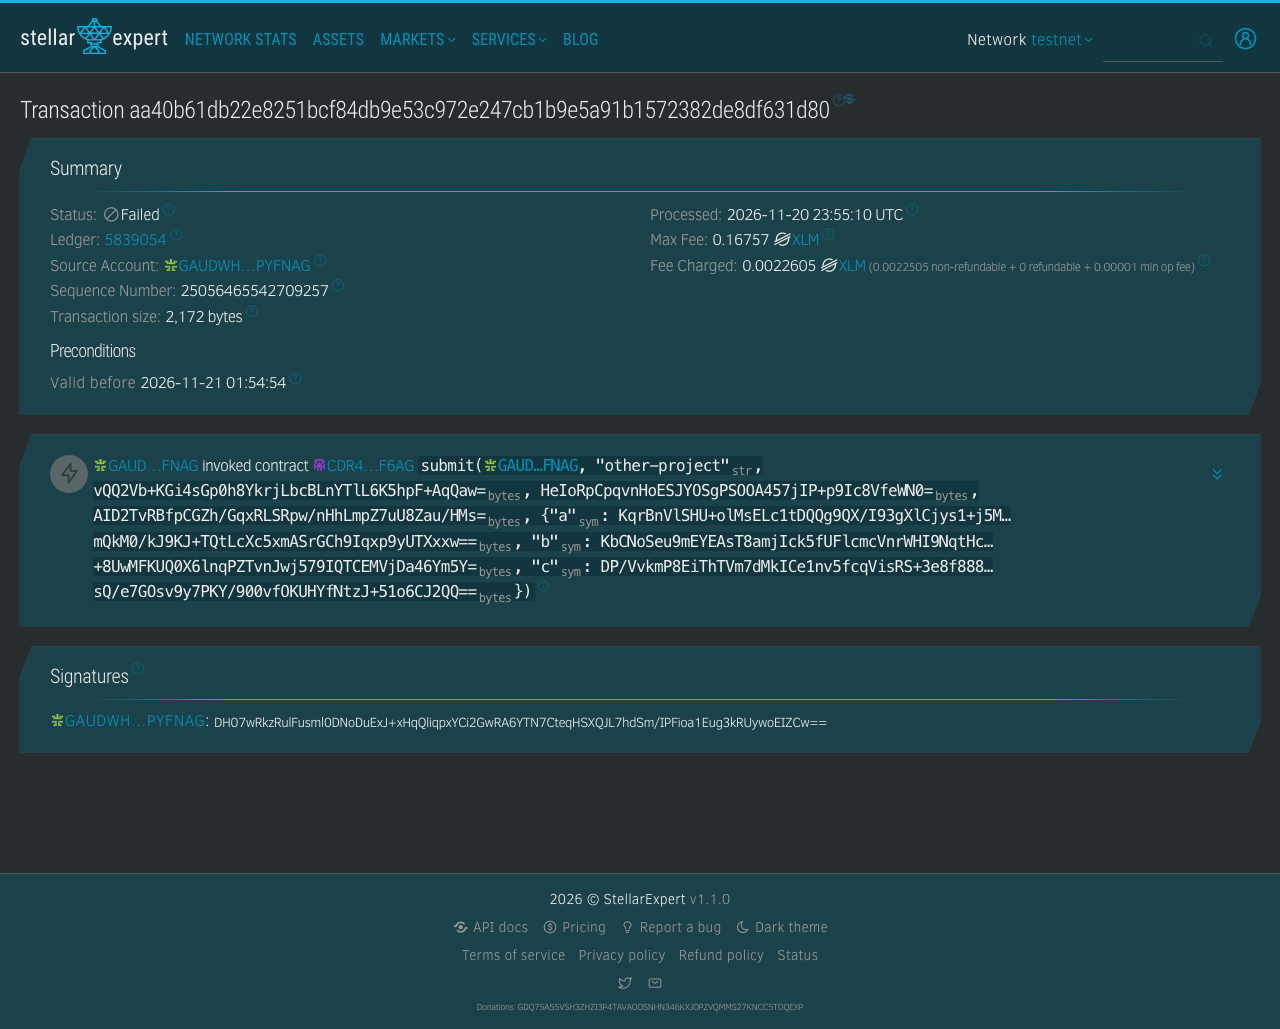 stellar expert NETWORK STATS ASSETS MARKETS SERVICES BLOG Network testnet
Transaction aa40b61db22e8251bcf84db9e53c972e247cb1b9e5a91b1572382de8df631d80
Summary
Status: Failed
Ledger: 5839054
Source Account: GAUDWH…PYFNAG
Sequence Number: 25056465542709257
Transaction size: 2,172 bytes
Processed: 2026-11-20 23:55:10 UTC
Max Fee: 0.16757 XLM
Fee Charged: 0.0022605 XLM (0.0022505 non-refundable + 0 refundable + 0.00001 min op fee)
Preconditions
Valid before 2026-11-21 01:54:54
GAUD…FNAG invoked contract CDR4…F6AG submit(GAUD…FNAG, "other-project"str,
vQQ2Vb+KGi4sGp0h8YkrjLbcBLnYTlL6K5hpF+AqQaw=bytes, HeIoRpCpqvnHoESJYOSgPSOOA457jIP+p9Ic8VfeWN0=bytes,
AID2TvRBfpCGZh/GqxRLSRpw/nHhLmpZ7uU8Zau/HMs=bytes, {"a"sym: KqrBnVlSHU+olMsELc1tDQQg9QX/I93gXlCjys1+j5M…
mQkM0/kJ9KJ+TQtLcXc5xmASrGCh9Iqxp9yUTXxxw==bytes, "b"sym: KbCNoSeu9mEYEAsT8amjIck5fUFlcmcVnrWHI9NqtHc…
+8UwMFKUQ0X6lnqPZTvnJwj579IQTCEMVjDa46Ym5Y=bytes, "c"sym: DP/VvkmP8EiThTVm7dMkICe1nv5fcqVisRS+3e8f888…
sQ/e7GOsv9y7PKY/900vfOKUHYfNtzJ+51o6CJ2QQ==bytes})
Signatures
GAUDWH…PYFNAG: DHO7wRkzRulFusml0DNoDuExJ+xHqQliqpxYCi2GwRA6YTN7CteqHSXQJL7hdSm/IPFioa1Eug3kRUywoEIZCw==
2026 © StellarExpert v1.1.0
API docs Pricing Report a bug Dark theme
Terms of service Privacy policy Refund policy Status
Donations: GDQ75AS5VSH3ZHZI3P4TAVAOOSNHN346KXJOPZVQMMS27KNCC5TOQEXP